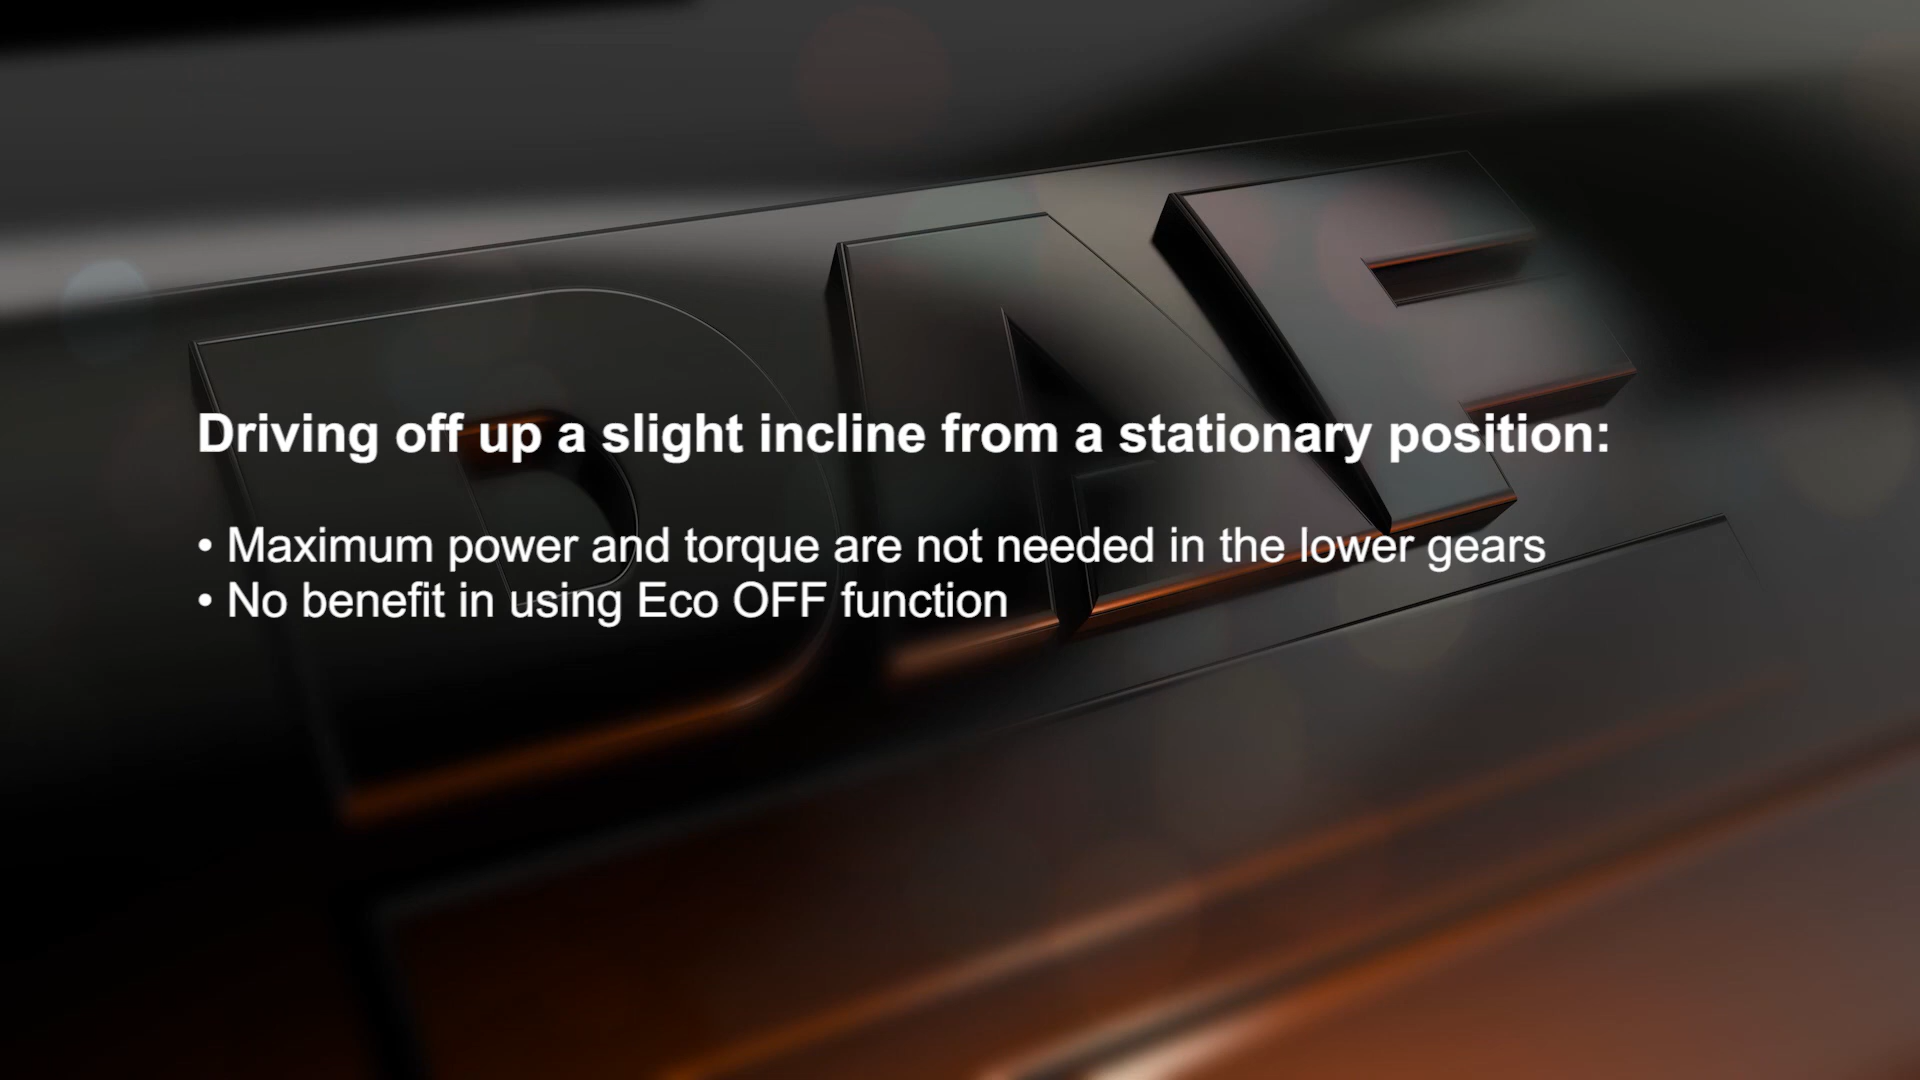 DAF
Driving off up a slight incline from a stationary position:
• Maximum power and torque are not needed in the lower gears
• No benefit in using Eco OFF function